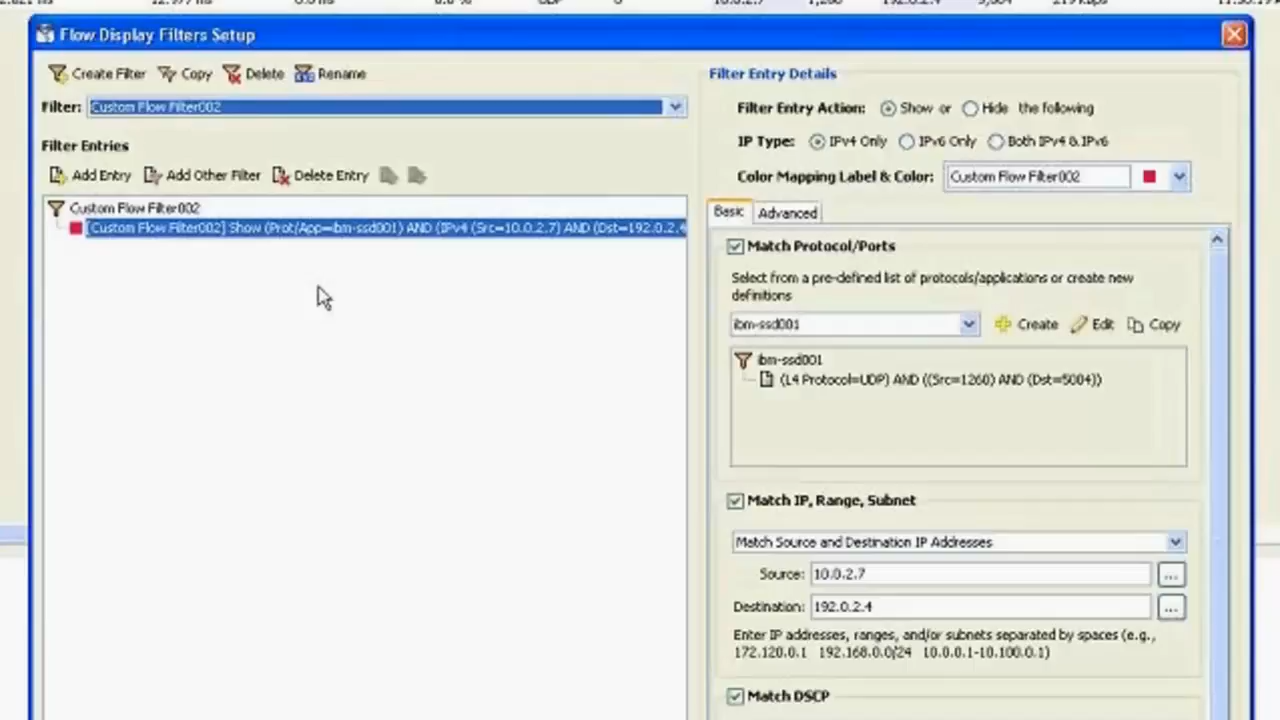 Flow Display Filters Setup
Create Filter Copy Delete Rename
Filter: Custom Flow Filter002
Filter Entries
Add Entry Add Other Filter Delete Entry
Custom Flow Filter002
[Custom Flow Filter002] Show (Prot/App=ibm-ssd001) AND (IPv4 (Src=10.0.2.7) AND (Dst=192.0.2.4
Filter Entry Details
Filter Entry Action: Show or Hide the following
IP Type: IPv4 Only IPv6 Only Both IPv4 & IPv6
Color Mapping Label & Color: Custom Flow Filter002
Basic Advanced
Match Protocol/Ports
Select from a pre-defined list of protocols/applications or create new
definitions
ibm-ssd001 Create Edit Copy
ibm-ssd001
(L4 Protocol=UDP) AND ((Src=1260) AND (Dst=5004))
Match IP, Range, Subnet
Match Source and Destination IP Addresses
Source: 10.0.2.7 ...
Destination: 192.0.2.4 ...
Enter IP addresses, ranges, and/or subnets separated by spaces (e.g.,
172.120.0.1 192.168.0.0/24 10.0.0.1-10.100.0.1)
Match DSCP